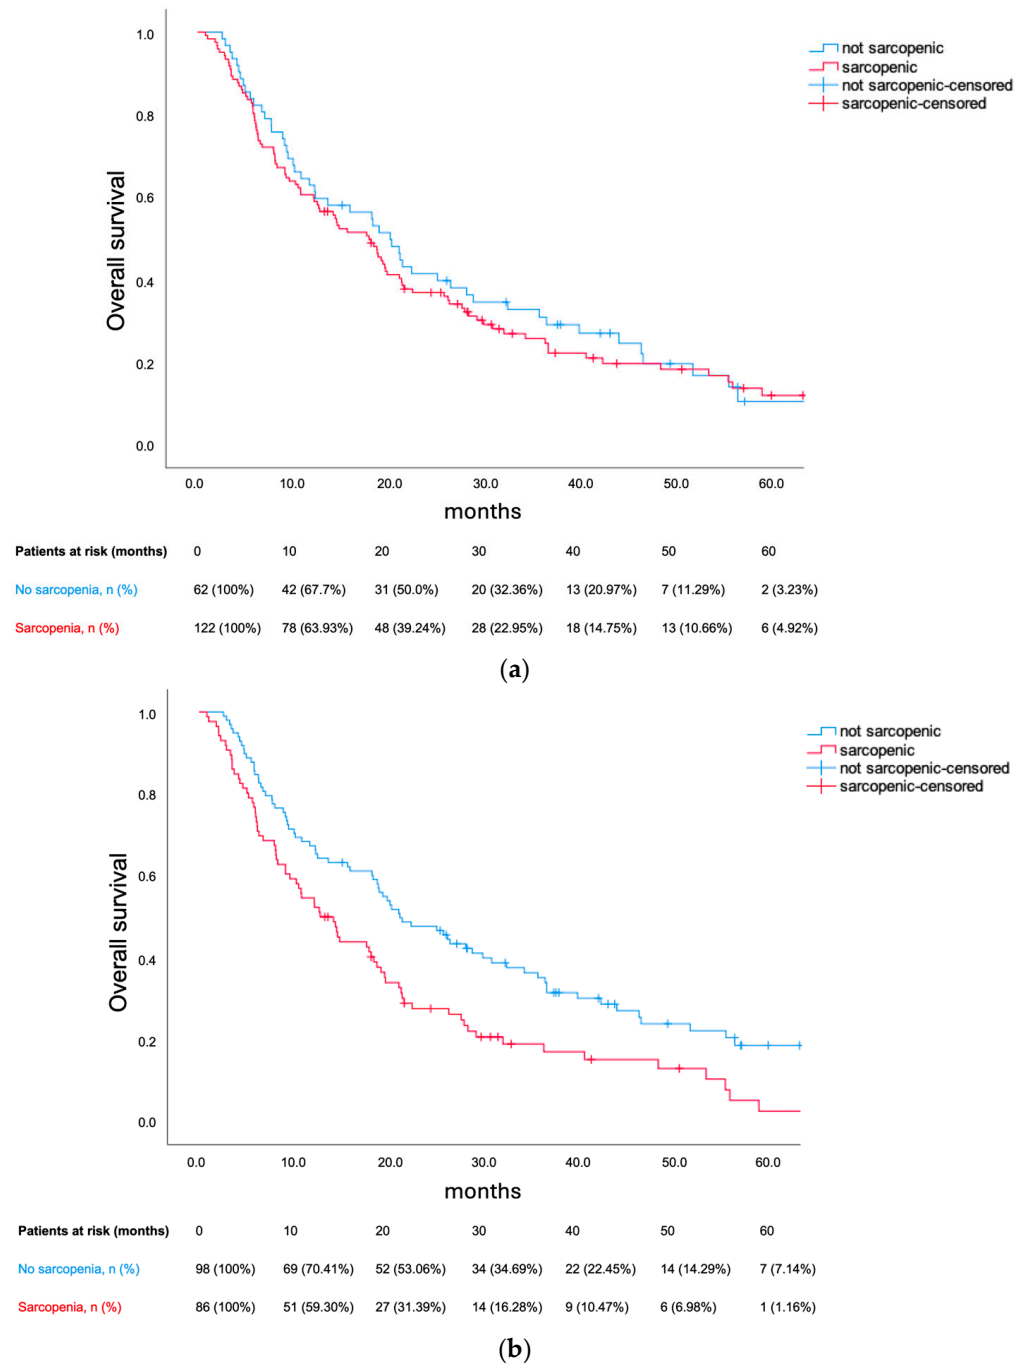 1.0
0.8
0.6
0.4
0.2
0.0
Overall survival
not sarcopenic
sarcopenic
not sarcopenic-censored
sarcopenic-censored
0.0 10.0 20.0 30.0 40.0 50.0 60.0
months
Patients at risk (months) 0 10 20 30 40 50 60
No sarcopenia, n (%) 62 (100%) 42 (67.7%) 31 (50.0%) 20 (32.36%) 13 (20.97%) 7 (11.29%) 2 (3.23%)
Sarcopenia, n (%) 122 (100%) 78 (63.93%) 48 (39.24%) 28 (22.95%) 18 (14.75%) 13 (10.66%) 6 (4.92%)
(a)
1.0
0.8
0.6
0.4
0.2
0.0
Overall survival
not sarcopenic
sarcopenic
not sarcopenic-censored
sarcopenic-censored
0.0 10.0 20.0 30.0 40.0 50.0 60.0
months
Patients at risk (months) 0 10 20 30 40 50 60
No sarcopenia, n (%) 98 (100%) 69 (70.41%) 52 (53.06%) 34 (34.69%) 22 (22.45%) 14 (14.29%) 7 (7.14%)
Sarcopenia, n (%) 86 (100%) 51 (59.30%) 27 (31.39%) 14 (16.28%) 9 (10.47%) 6 (6.98%) 1 (1.16%)
(b)